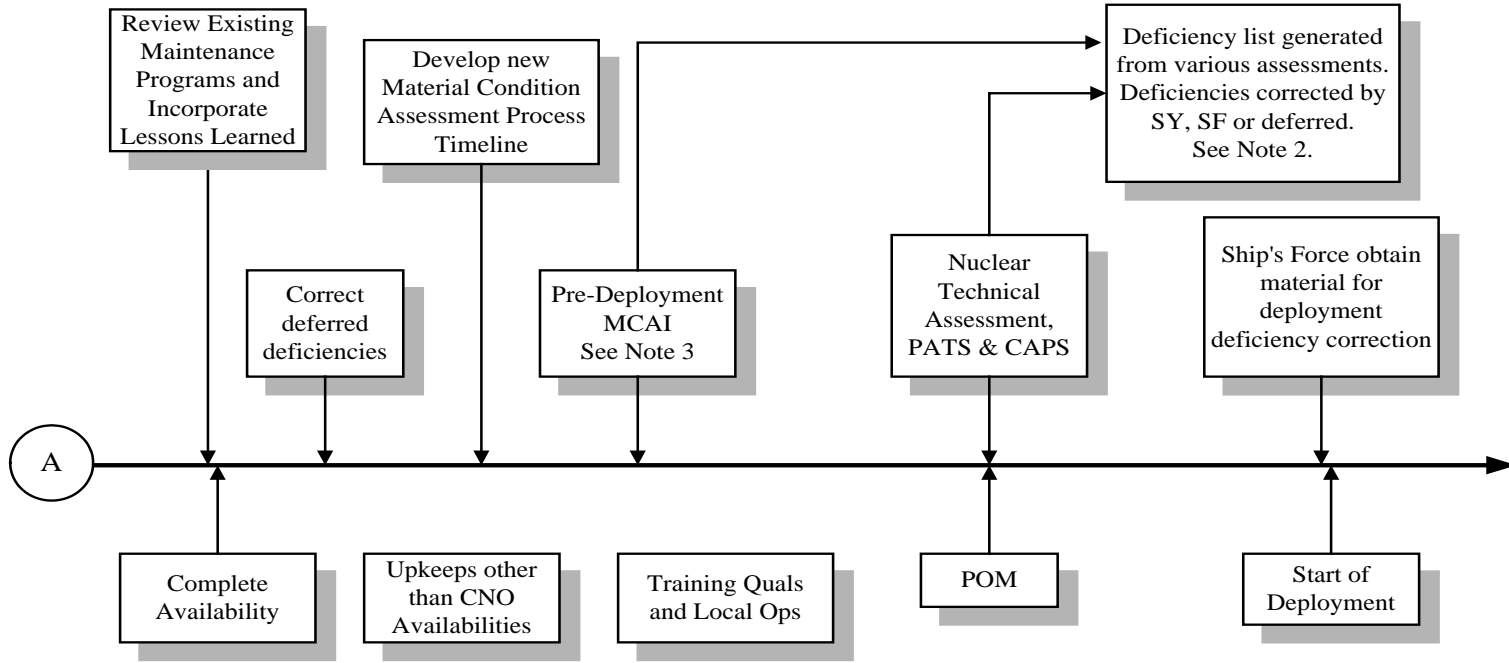 Review Existing
Maintenance
Programs and
Incorporate
Lessons Learned
Develop new
Material Condition
Assessment Process
Timeline
Deficiency list generated
from various assessments.
Deficiencies corrected by
SY, SF or deferred.
See Note 2.
Correct
deferred
deficiencies
Pre-Deployment
MCAI
See Note 3
Nuclear
Technical
Assessment,
PATS & CAPS
Ship's Force obtain
material for
deployment
deficiency correction
A
Complete
Availability
Upkeeps other
than CNO
Availabilities
Training Quals
and Local Ops
POM
Start of
Deployment